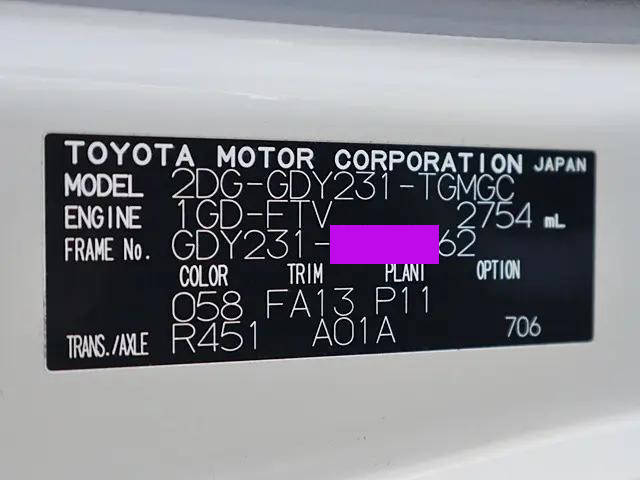 TOYOTA MOTOR CORPORATION JAPAN
MODEL 2DG-GDY231-TGMGC
ENGINE 1GD-FTV 2754 mL
FRAME No. GDY231- 62
COLOR TRIM PLANT OPTION
058 FA13 P11
TRANS./AXLE R451 A01A 706